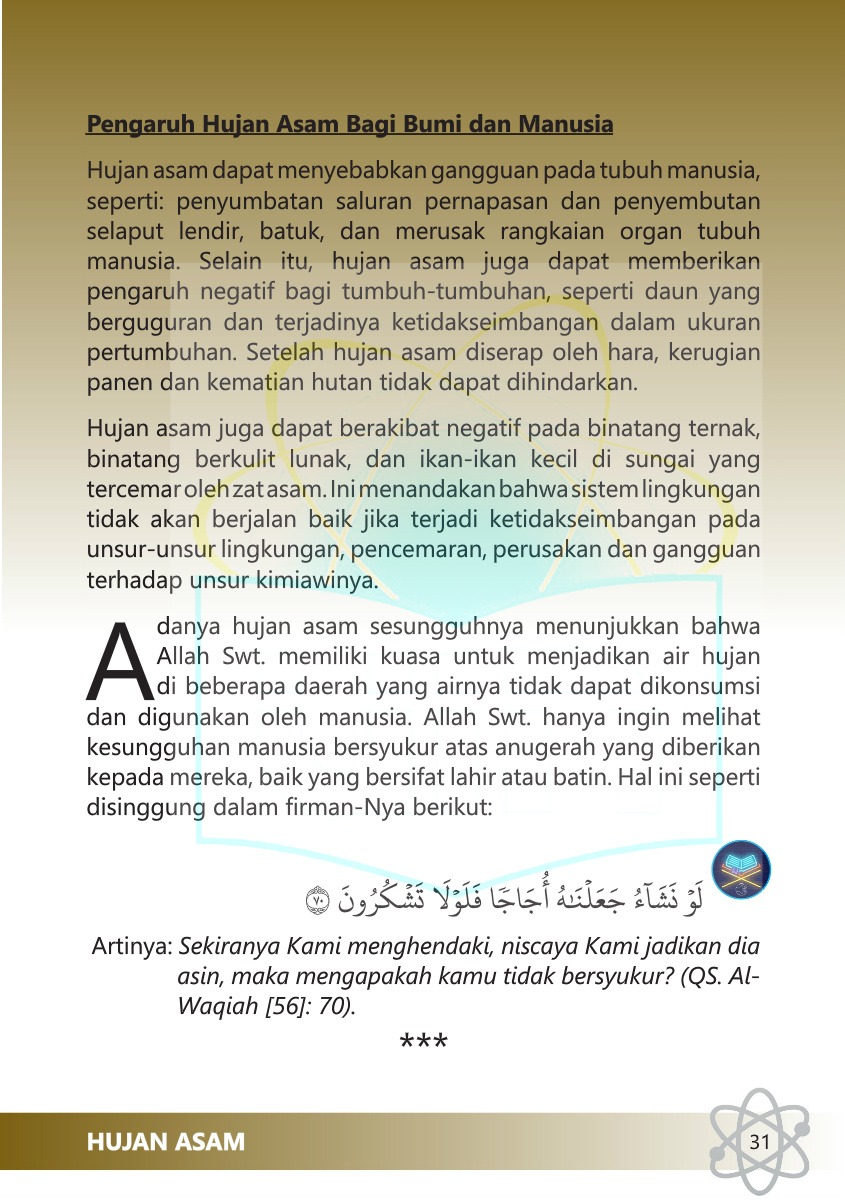 Pengaruh Hujan Asam Bagi Bumi dan Manusia
Hujan asam dapat menyebabkan gangguan pada tubuh manusia,
seperti: penyumbatan saluran pernapasan dan penyembutan
selaput lendir, batuk, dan merusak rangkaian organ tubuh
manusia. Selain itu, hujan asam juga dapat memberikan
pengaruh negatif bagi tumbuh-tumbuhan, seperti daun yang
berguguran dan terjadinya ketidakseimbangan dalam ukuran
pertumbuhan. Setelah hujan asam diserap oleh hara, kerugian
panen dan kematian hutan tidak dapat dihindarkan.
Hujan asam juga dapat berakibat negatif pada binatang ternak,
binatang berkulit lunak, dan ikan-ikan kecil di sungai yang
tercemar oleh zat asam. Ini menandakan bahwa sistem lingkungan
tidak akan berjalan baik jika terjadi ketidakseimbangan pada
unsur-unsur lingkungan, pencemaran, perusakan dan gangguan
terhadap unsur kimiawinya.
Adanya hujan asam sesungguhnya menunjukkan bahwa
Allah Swt. memiliki kuasa untuk menjadikan air hujan
di beberapa daerah yang airnya tidak dapat dikonsumsi
dan digunakan oleh manusia. Allah Swt. hanya ingin melihat
kesungguhan manusia bersyukur atas anugerah yang diberikan
kepada mereka, baik yang bersifat lahir atau batin. Hal ini seperti
disinggung dalam firman-Nya berikut:
لَوْ نَشَاۤءُ جَعَلْنٰهُ أُجَاجًا فَلَوْلَا تَشْكُرُونَ ٧٠
Artinya: Sekiranya Kami menghendaki, niscaya Kami jadikan dia
asin, maka mengapakah kamu tidak bersyukur? (QS. Al-
Waqiah [56]: 70).
***
HUJAN ASAM
31